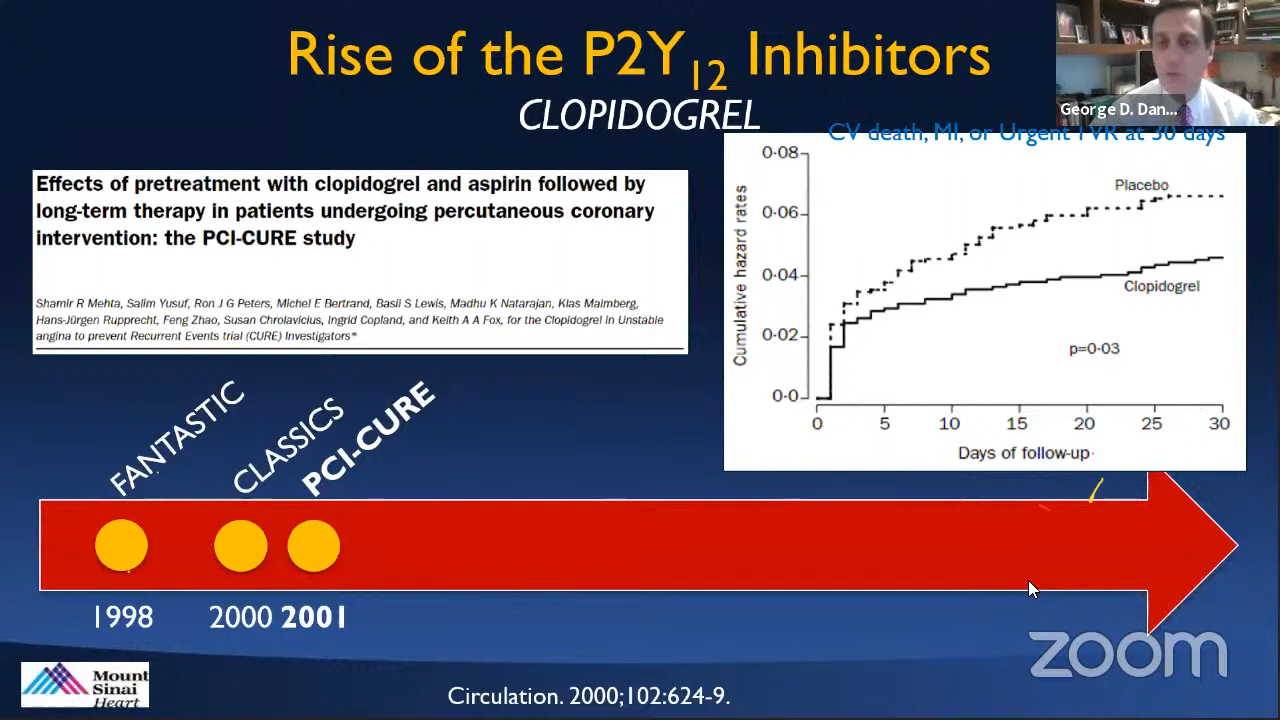 Rise of the P2Y12 Inhibitors
CLOPIDOGREL
George D. Dan...
CV death, MI, or Urgent TVR at 30 days
Effects of pretreatment with clopidogrel and aspirin followed by
long-term therapy in patients undergoing percutaneous coronary
intervention: the PCI-CURE study
Shamir R Mehta, Salim Yusuf, Ron J G Peters, Michel E Bertrand, Basil S Lewis, Madhu K Natarajan, Klas Malmberg,
Hans-Jürgen Rupprecht, Feng Zhao, Susan Chrolavicius, Ingrid Copland, and Keith A A Fox, for the Clopidogrel in Unstable
angina to prevent Recurrent Events trial (CURE) Investigators*
Cumulative hazard rates
0·08
0·06
0·04
0·02
0·0
Placebo
Clopidogrel
p=0·03
0 5 10 15 20 25 30
Days of follow-up·
FANTASTIC
CLASSICS
PCI-CURE
1998 2000 2001
zoom
Mount
Sinai
Heart
Circulation. 2000;102:624-9.